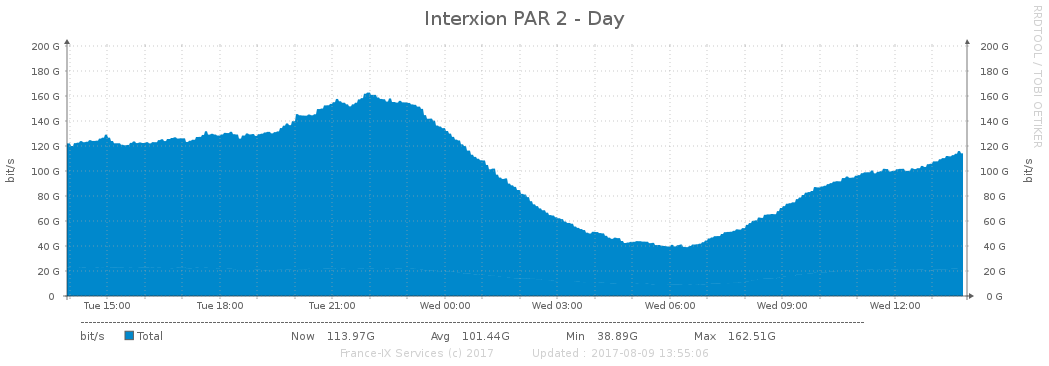 Interxion PAR 2 - Day
RRDTOOL / TOBI OETIKER
200 G 200 G
180 G 180 G
160 G 160 G
140 G 140 G
120 G 120 G
100 G 100 G
80 G 80 G
60 G 60 G
40 G 40 G
20 G 20 G
0 0 G
bit/s bit/s
Tue 15:00 Tue 18:00 Tue 21:00 Wed 00:00 Wed 03:00 Wed 06:00 Wed 09:00 Wed 12:00
bit/s Total Now 113.97G Avg 101.44G Min 38.89G Max 162.51G
France-IX Services (c) 2017 Updated : 2017-08-09 13:55:06